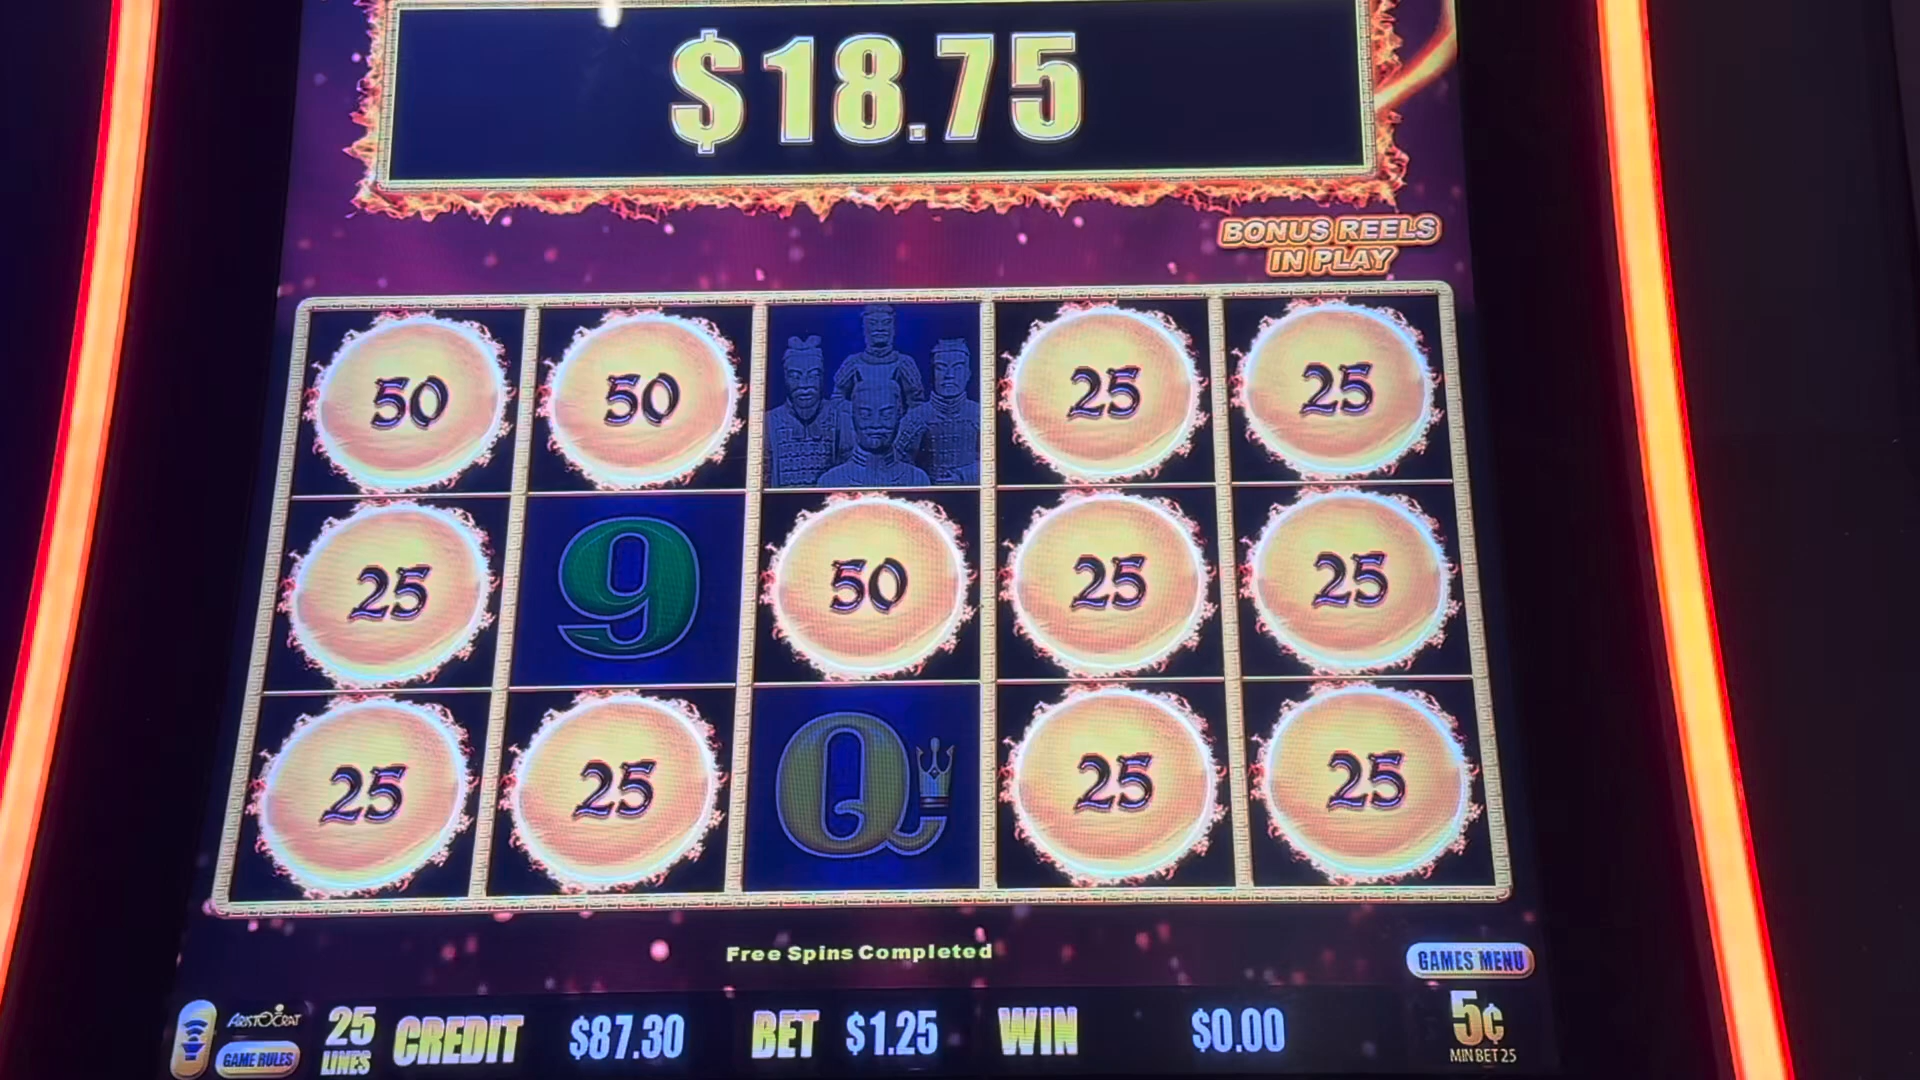 $18.75
BONUS REELS
IN PLAY
50 50 25 25
25 9 50 25 25
25 25 Q 25 25
Free Spins Completed
GAMES MENU
ARISTOCRAT
GAME RULES
25
LINES
CREDIT $87.30 BET $1.25 WIN $0.00
5¢
MIN BET 25